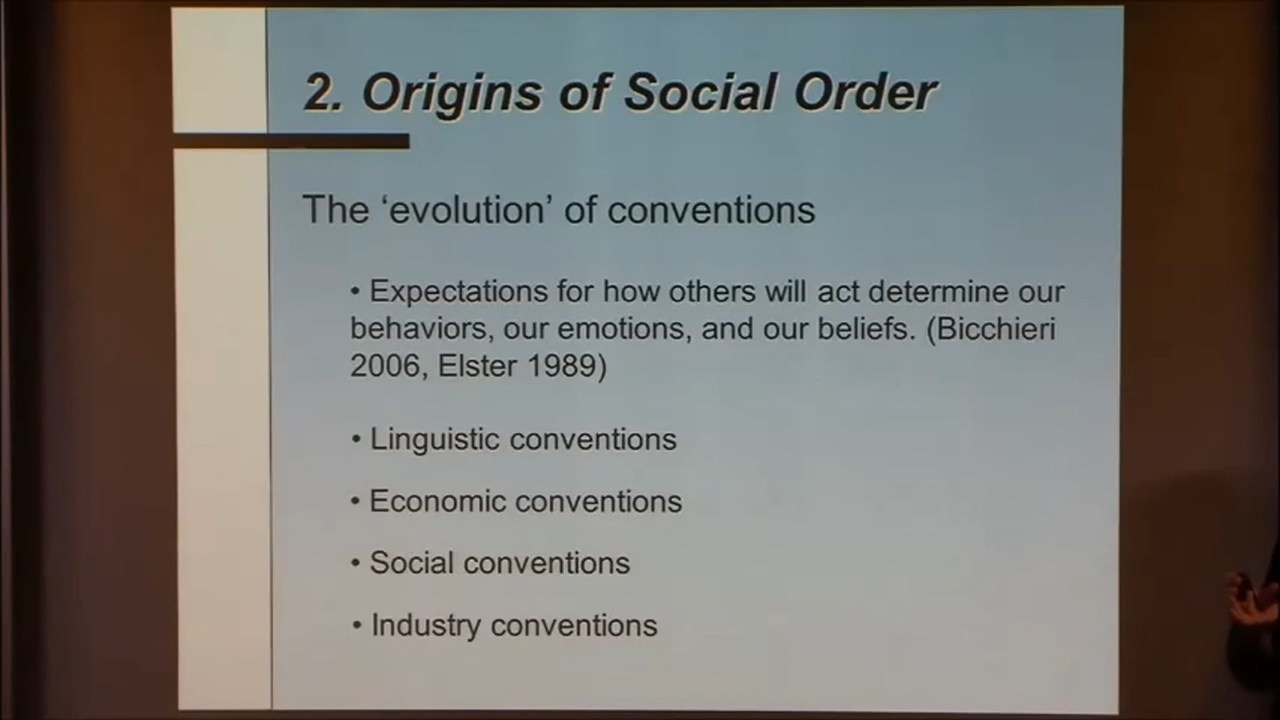 2. Origins of Social Order
The ‘evolution’ of conventions
• Expectations for how others will act determine our
behaviors, our emotions, and our beliefs. (Bicchieri
2006, Elster 1989)
• Linguistic conventions
• Economic conventions
• Social conventions
• Industry conventions